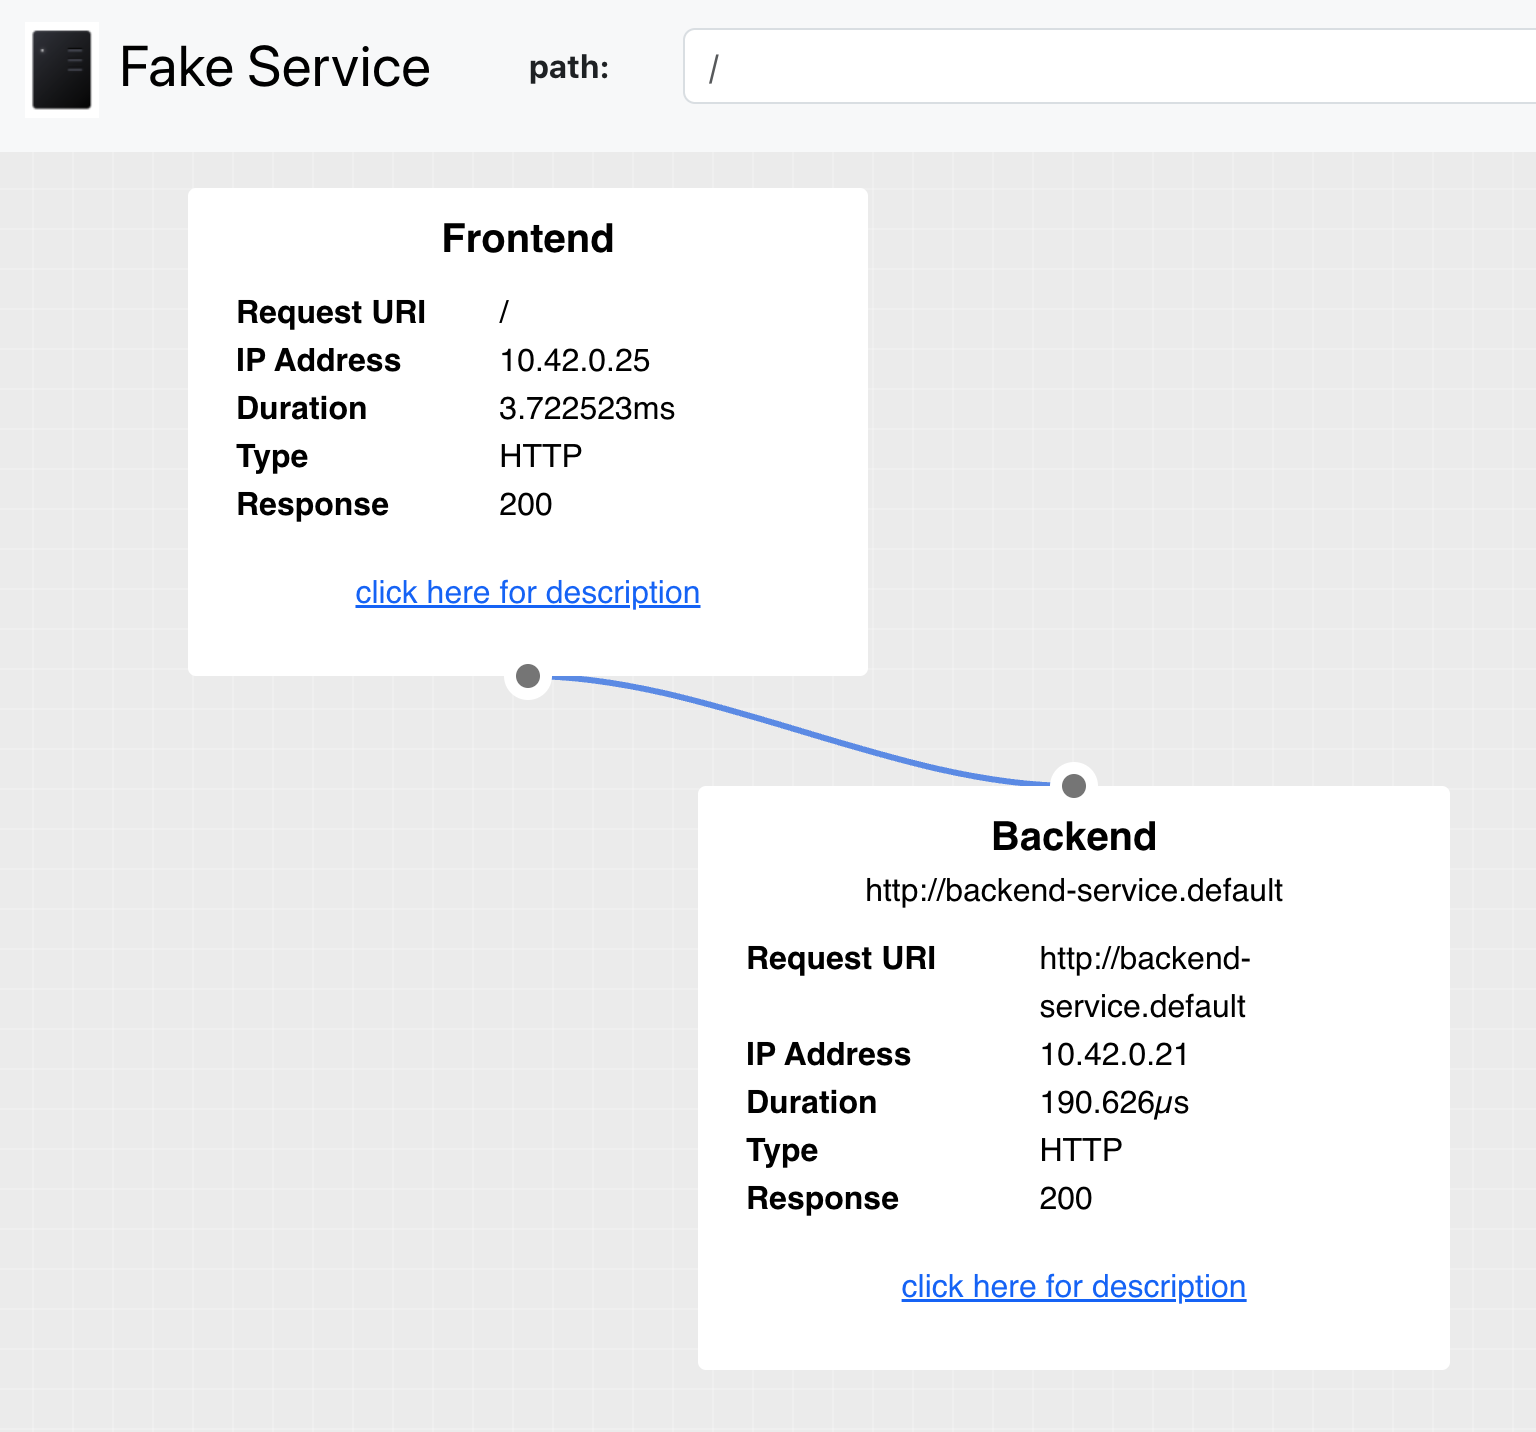 Fake Service
path:
/
Frontend
Request URI /
IP Address 10.42.0.25
Duration 3.722523ms
Type HTTP
Response 200
click here for description
Backend
http://backend-service.default
Request URI http://backend-
service.default
IP Address 10.42.0.21
Duration 190.626µs
Type HTTP
Response 200
click here for description